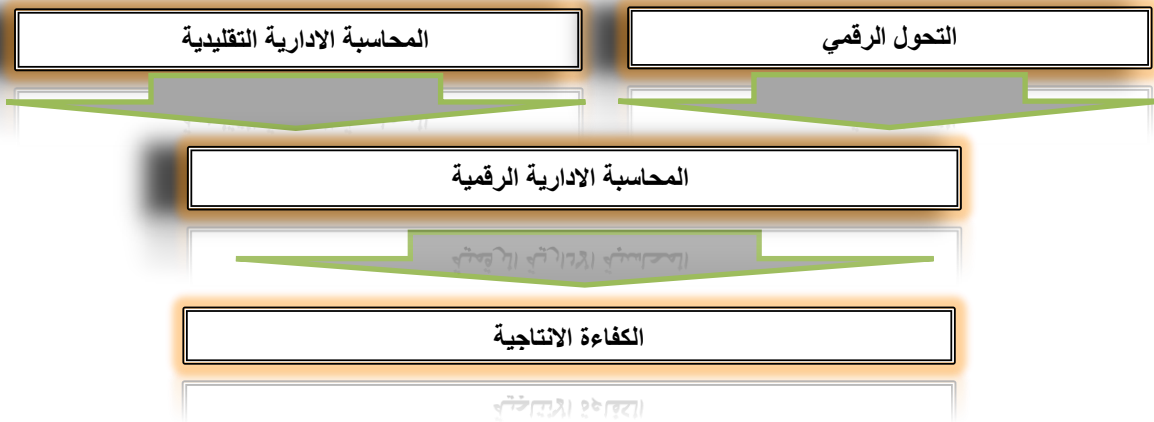 التحول الرقمي
المحاسبة الادارية التقليدية
المحاسبة الادارية الرقمية
الكفاءة الانتاجية